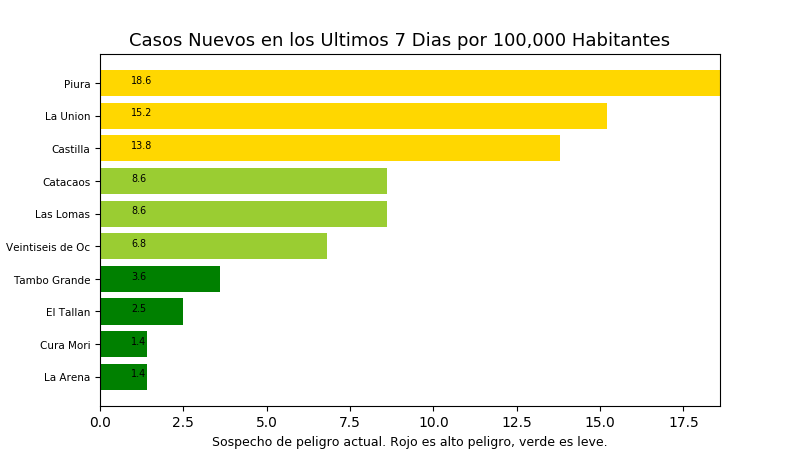 Casos Nuevos en los Ultimos 7 Dias por 100,000 Habitantes
Piura 18.6
La Union 15.2
Castilla 13.8
Catacaos 8.6
Las Lomas 8.6
Veintiseis de Oc 6.8
Tambo Grande 3.6
El Tallan 2.5
Cura Mori 1.4
La Arena 1.4
0.0 2.5 5.0 7.5 10.0 12.5 15.0 17.5
Sospecho de peligro actual. Rojo es alto peligro, verde es leve.